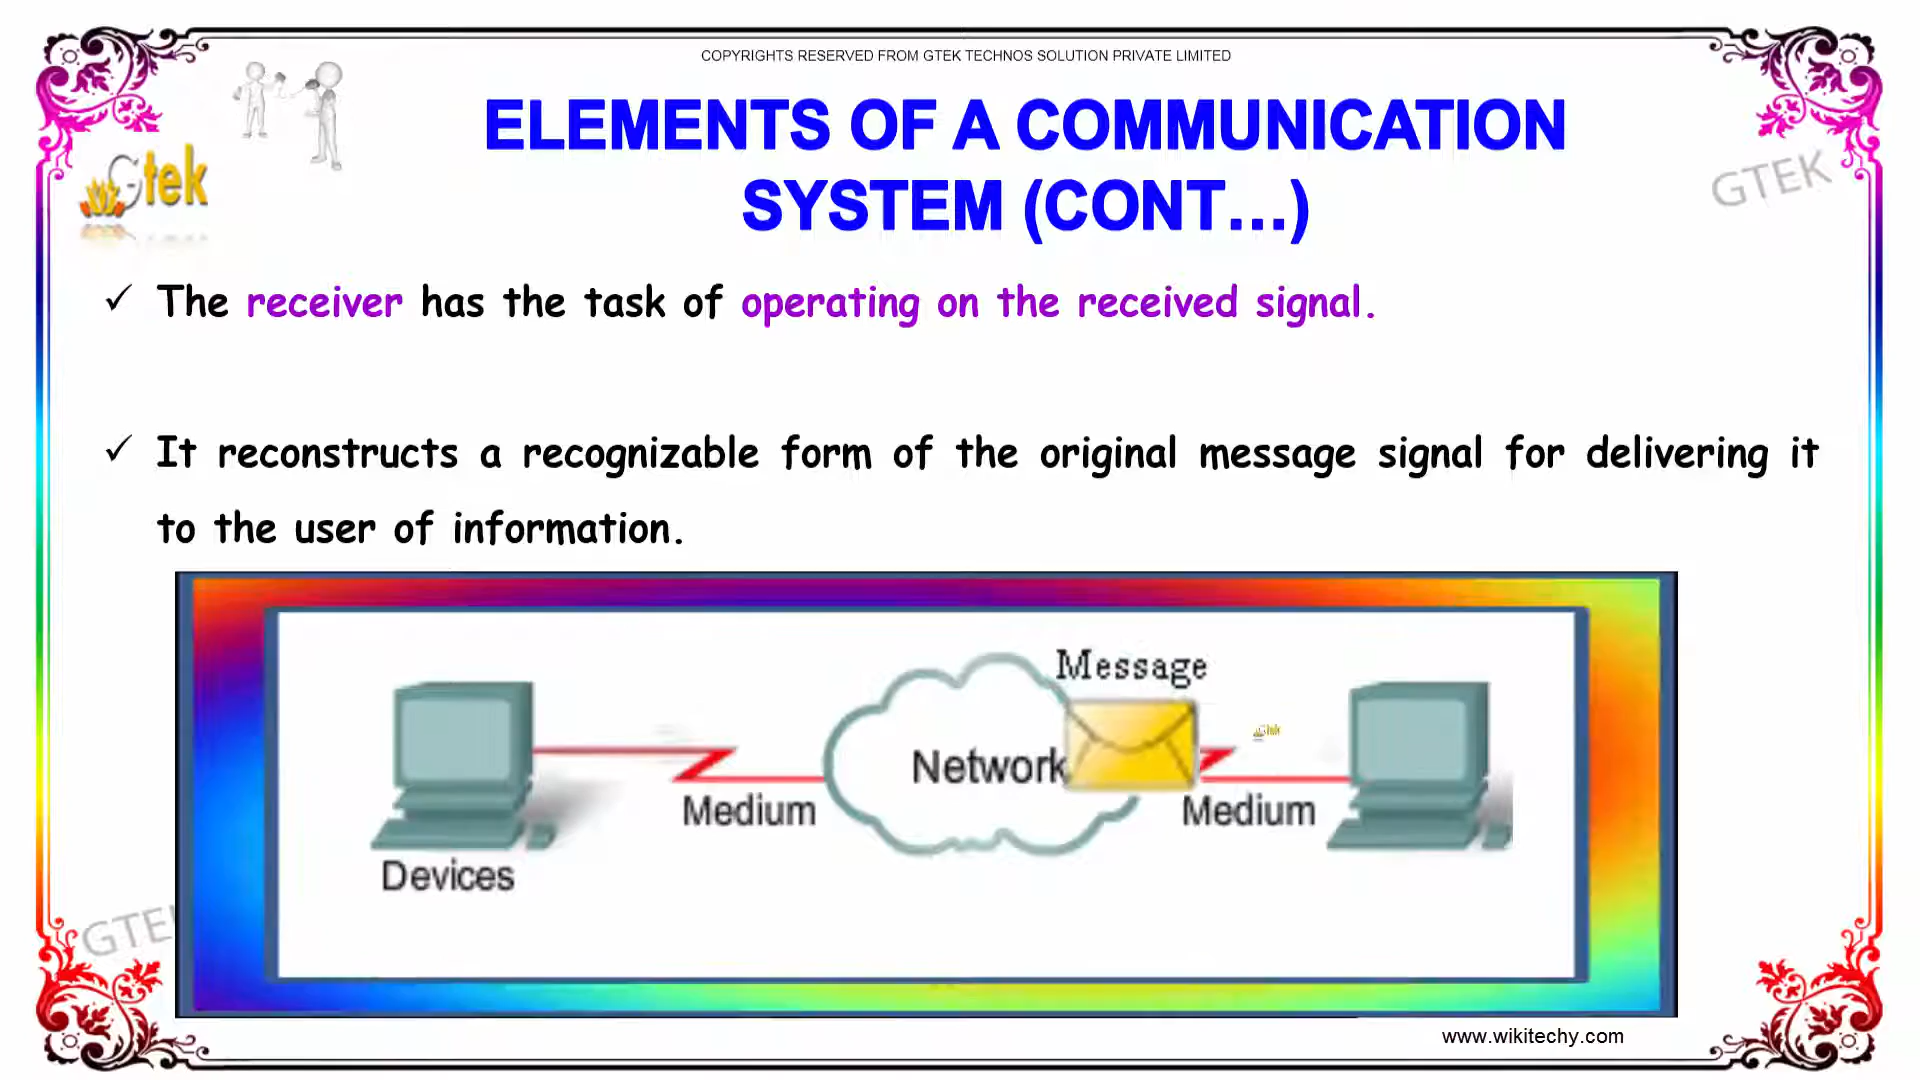 COPYRIGHTS RESERVED FROM GTEK TECHNOS SOLUTION PRIVATE LIMITED
ELEMENTS OF A COMMUNICATION
SYSTEM (CONT...)
Gtek
GTEK
The receiver has the task of operating on the received signal.
It reconstructs a recognizable form of the original message signal for delivering it
to the user of information.
Message
Gtek
Network
Medium
Medium
Devices
GTE
www.wikitechy.com